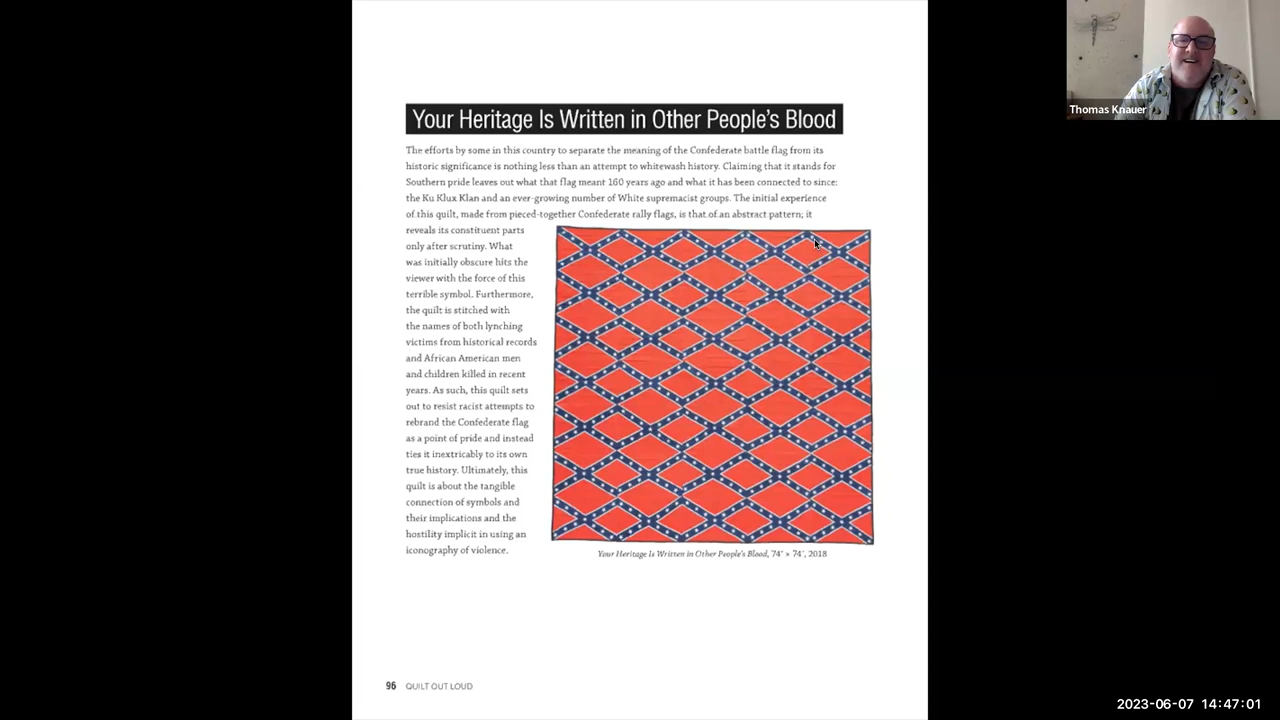 Your Heritage Is Written in Other People's Blood
The efforts by some in this country to separate the meaning of the Confederate battle flag from its
historic significance is nothing less than an attempt to whitewash history. Claiming that it stands for
Southern pride leaves out what that flag meant 160 years ago and what it has been connected to since:
the Ku Klux Klan and an ever-growing number of White supremacist groups. The initial experience
of this quilt, made from pieced-together Confederate rally flags, is that of an abstract pattern; it
reveals its constituent parts
only after scrutiny. What
was initially obscure hits the
viewer with the force of this
terrible symbol. Furthermore,
the quilt is stitched with
the names of both lynching
victims from historical records
and African American men
and children killed in recent
years. As such, this quilt sets
out to resist racist attempts to
rebrand the Confederate flag
as a point of pride and instead
ties it inextricably to its own
true history. Ultimately, this
quilt is about the tangible
connection of symbols and
their implications and the
hostility implicit in using an
iconography of violence.
Your Heritage Is Written in Other People's Blood, 74″ × 74″, 2018
96 QUILT OUT LOUD
Thomas Knauer
2023-06-07 14:47:01